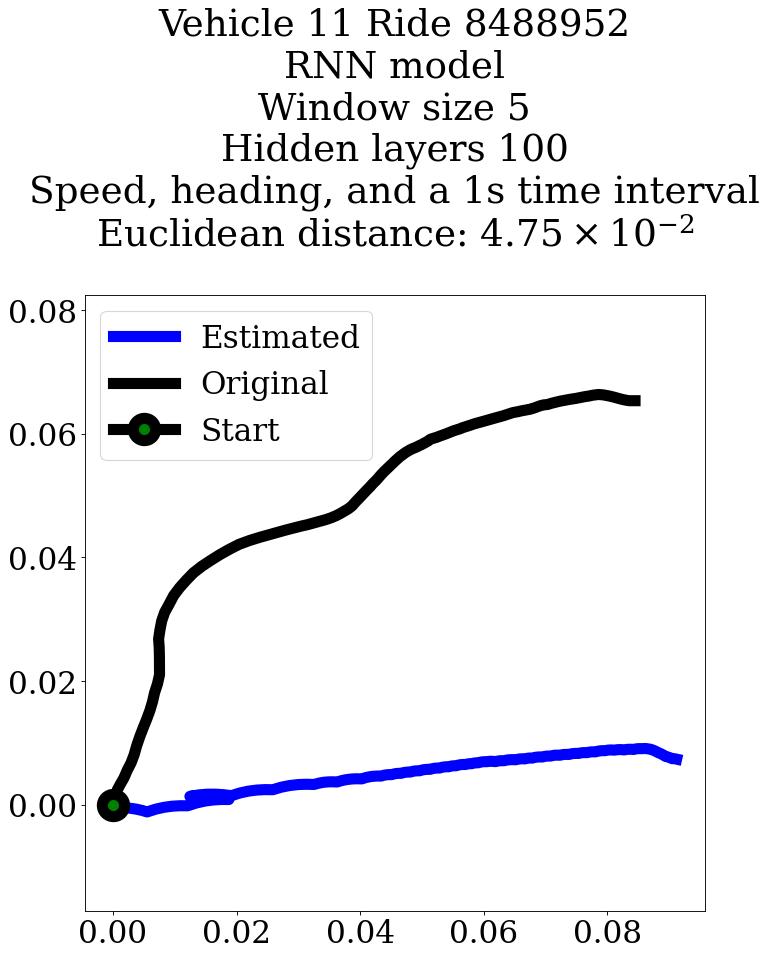 Vehicle 11 Ride 8488952
RNN model
Window size 5
Hidden layers 100
Speed, heading, and a 1s time interval
Euclidean distance: 4.75 × 10⁻²
Estimated
Original
Start
0.08
0.06
0.04
0.02
0.00
0.00 0.02 0.04 0.06 0.08